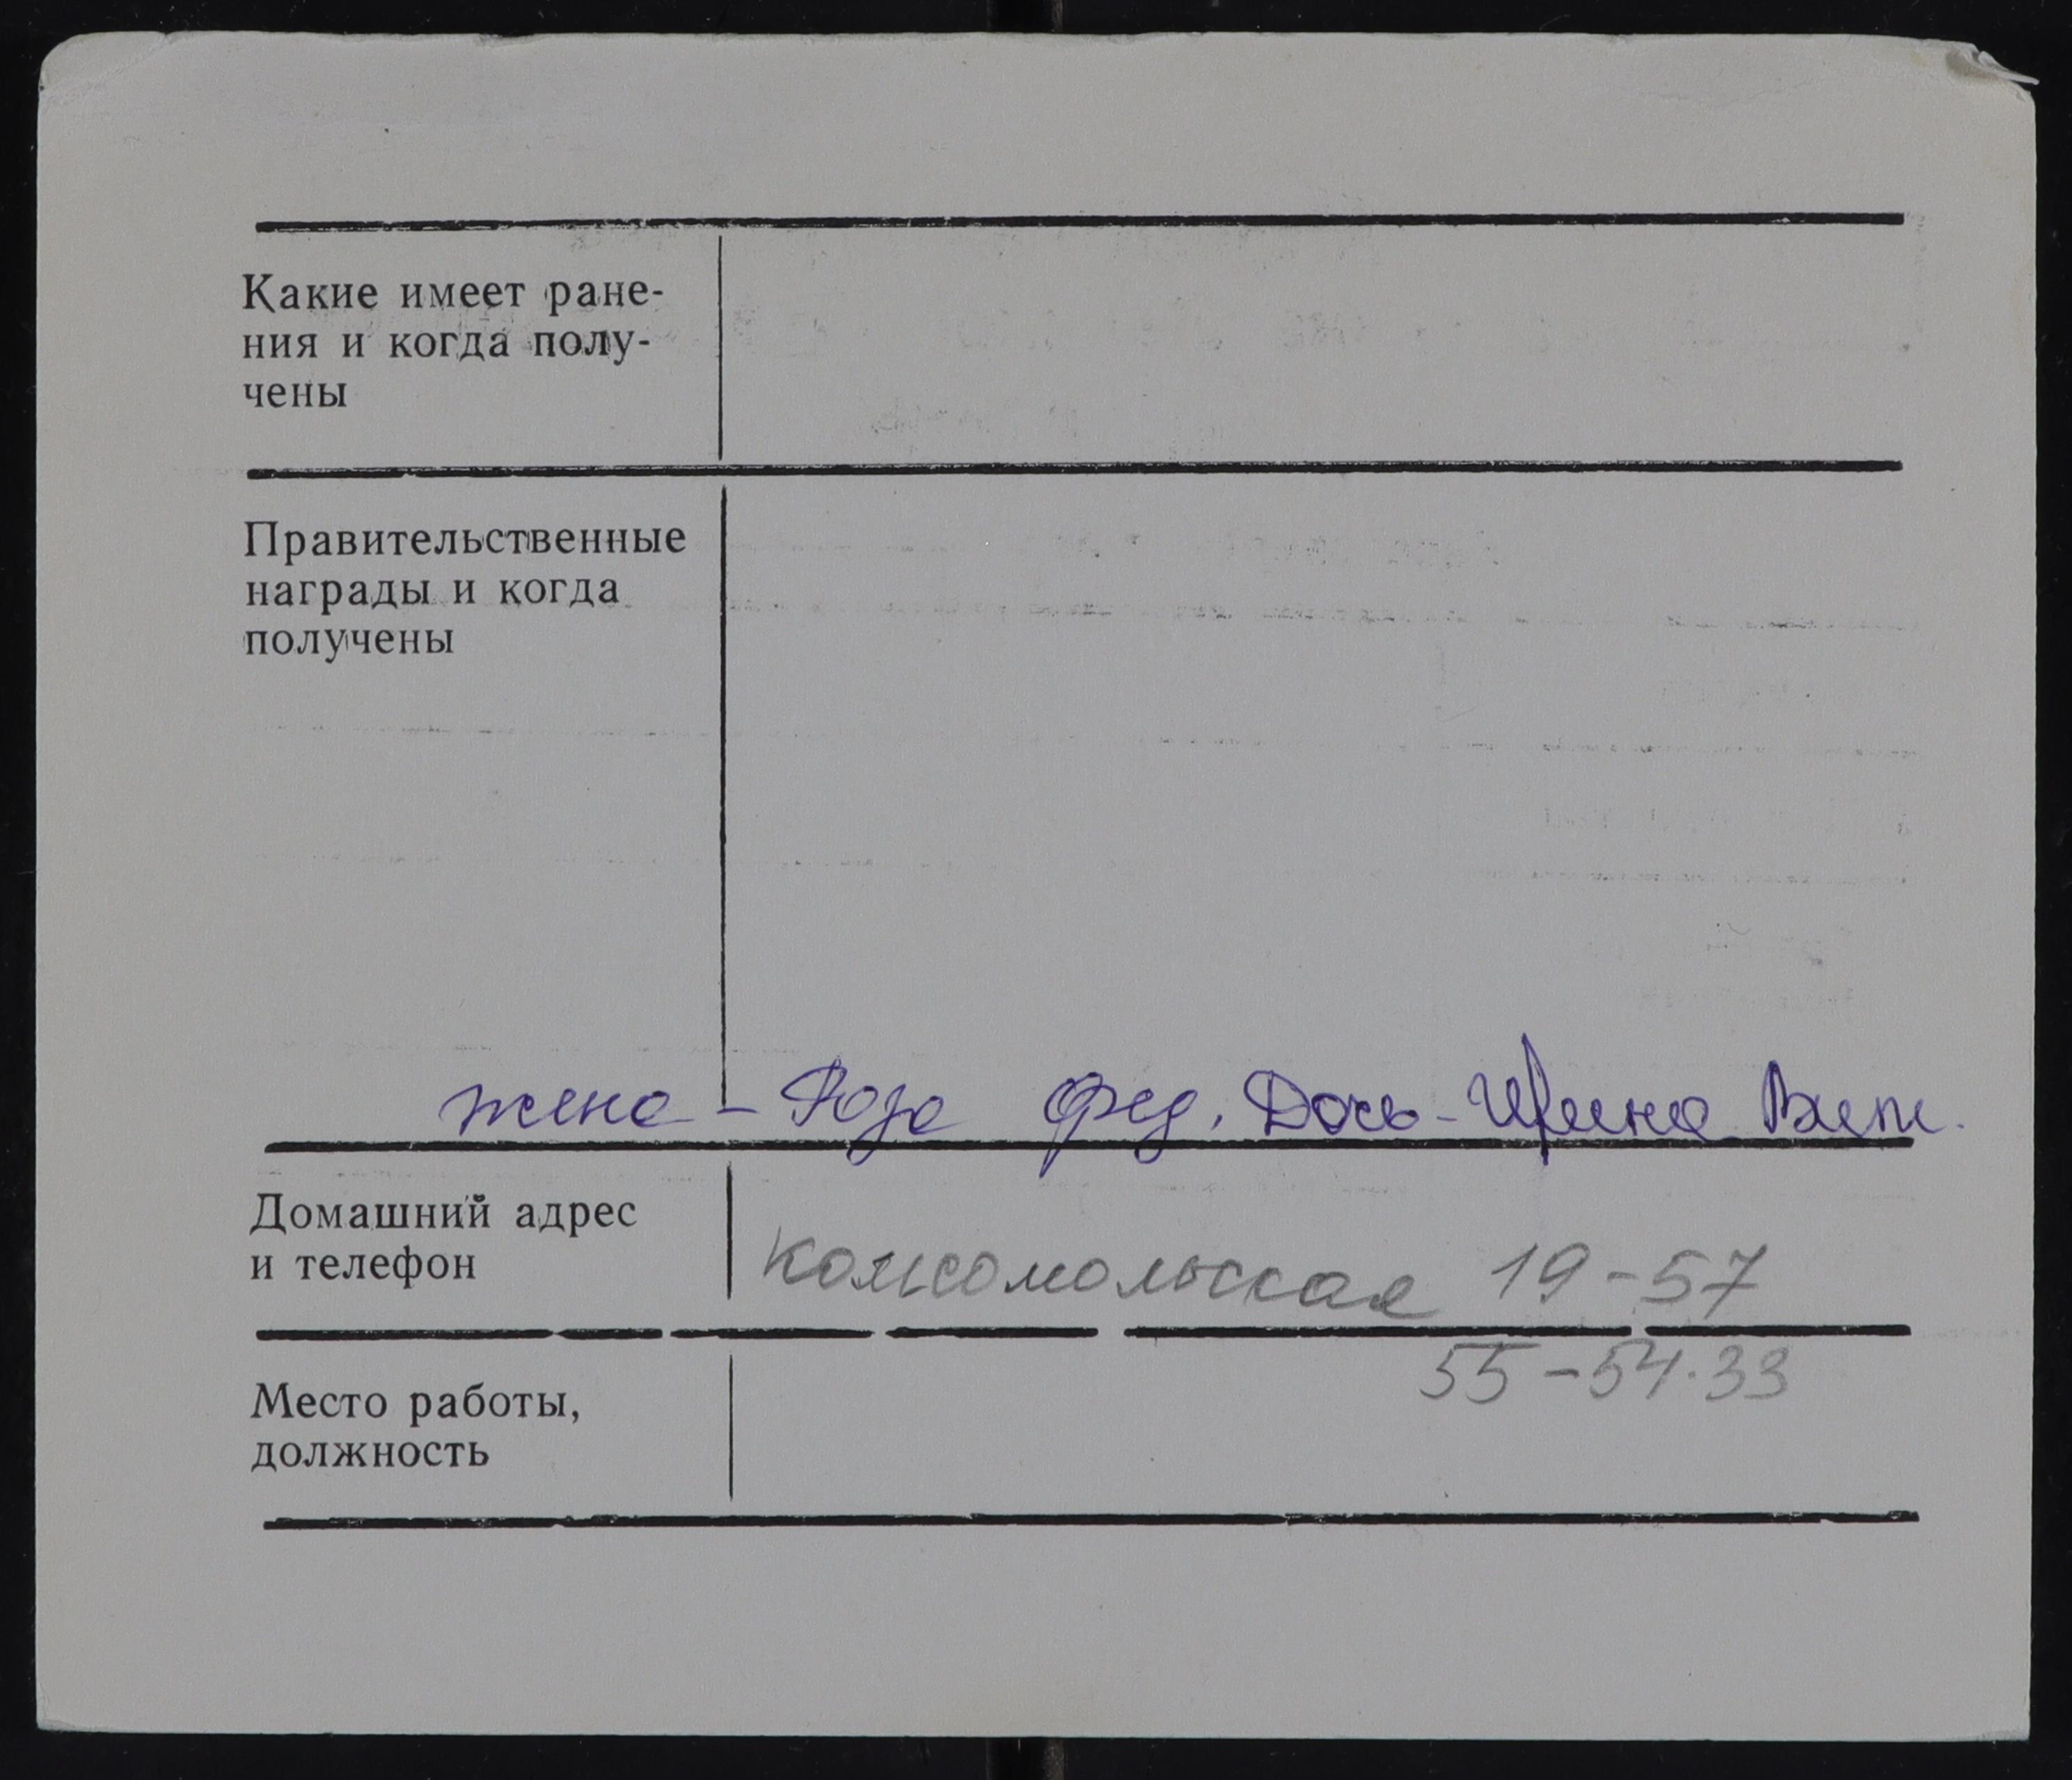 Какие имеет ране-
ния и когда полу-
чены
Правительственные
награды и когда
получены
жена - Роза Фед. Дочь - Ирина Вит.
Домашний адрес
и телефон
Комсомольская 19-57
55-54.33
Место работы,
должность